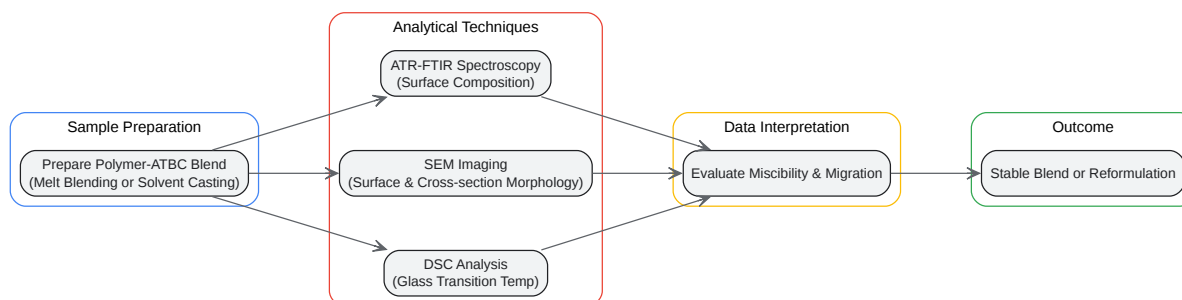 Analytical Techniques
ATR-FTIR Spectroscopy
(Surface Composition)
Sample Preparation
Prepare Polymer-ATBC Blend
(Melt Blending or Solvent Casting)
SEM Imaging
(Surface & Cross-section Morphology)
DSC Analysis
(Glass Transition Temp)
Data Interpretation
Evaluate Miscibility & Migration
Outcome
Stable Blend or Reformulation